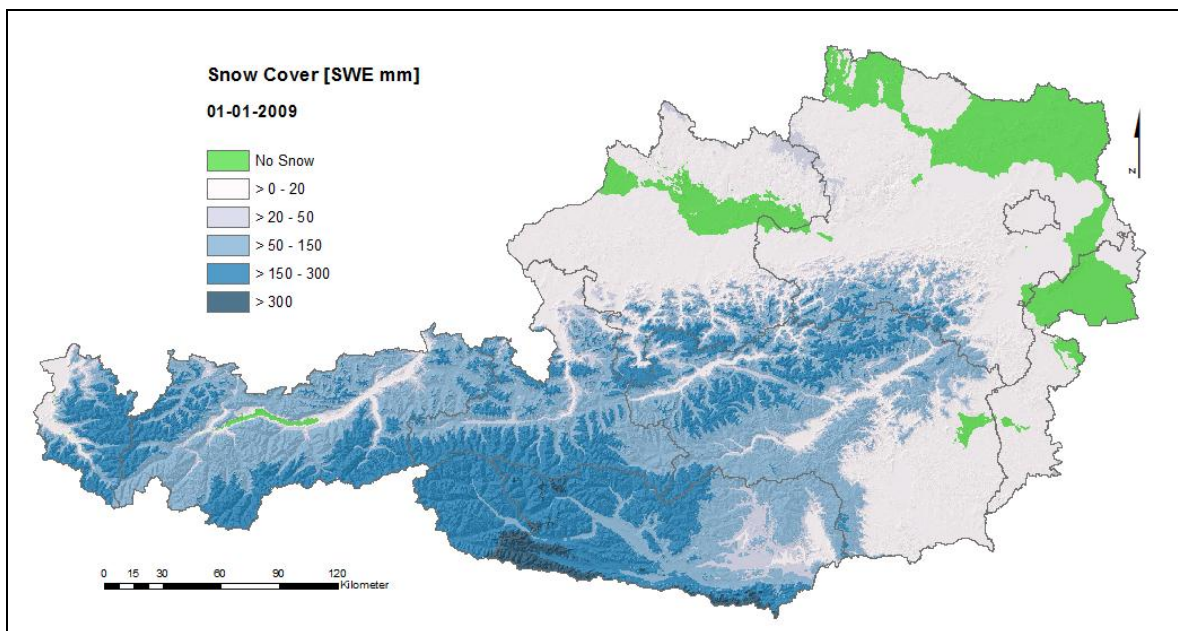 Snow Cover [SWE mm]
01-01-2009
No Snow
> 0 - 20
> 20 - 50
> 50 - 150
> 150 - 300
> 300
N
0 15 30 60 90 120
Kilometer